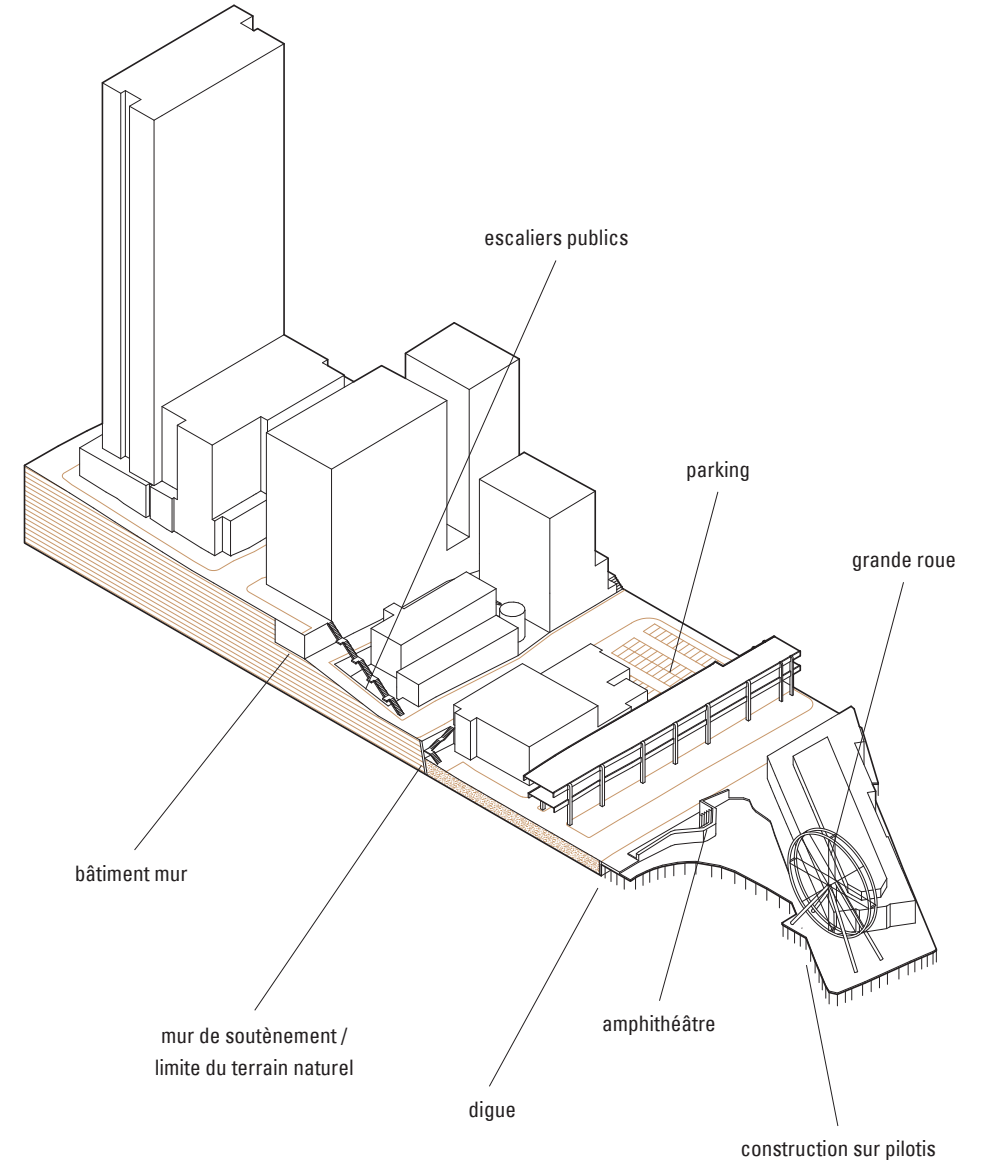 escaliers publics
parking
grande roue
bâtiment mur
mur de soutènement /
limite du terrain naturel
amphithéâtre
digue
construction sur pilotis